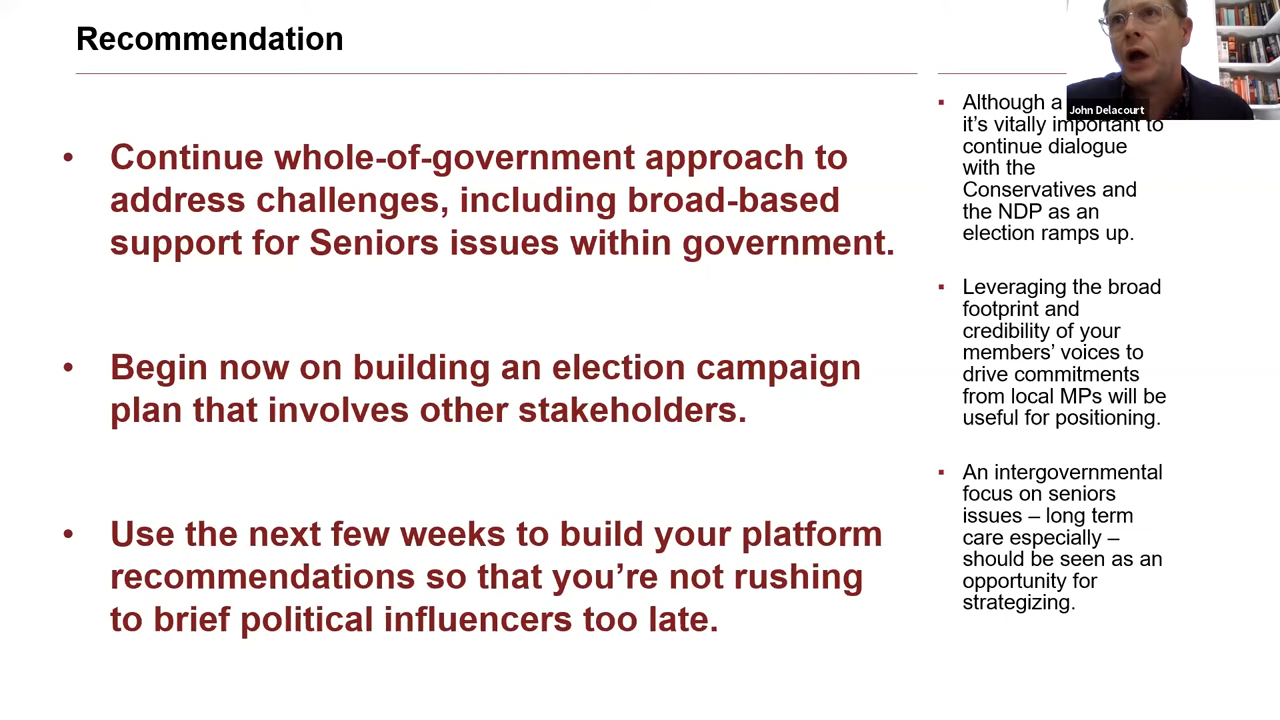 Recommendation
• Continue whole-of-government approach to
address challenges, including broad-based
support for Seniors issues within government.
• Begin now on building an election campaign
plan that involves other stakeholders.
• Use the next few weeks to build your platform
recommendations so that you’re not rushing
to brief political influencers too late.
John Delacourt
▪ Although a
it’s vitally important to
continue dialogue
with the
Conservatives and
the NDP as an
election ramps up.
▪ Leveraging the broad
footprint and
credibility of your
members’ voices to
drive commitments
from local MPs will be
useful for positioning.
▪ An intergovernmental
focus on seniors
issues – long term
care especially –
should be seen as an
opportunity for
strategizing.